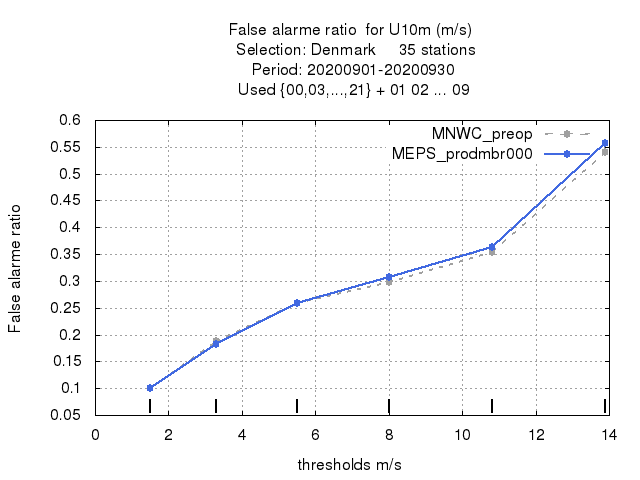 False alarme ratio  for U10m (m/s)
Selection: Denmark     35 stations
Period: 20200901-20200930
Used {00,03,...,21} + 01 02 ... 09
MNWC_preop
MEPS_prodmbr000
False alarme ratio
0.6
0.55
0.5
0.45
0.4
0.35
0.3
0.25
0.2
0.15
0.1
0.05
0 2 4 6 8 10 12 14
thresholds m/s